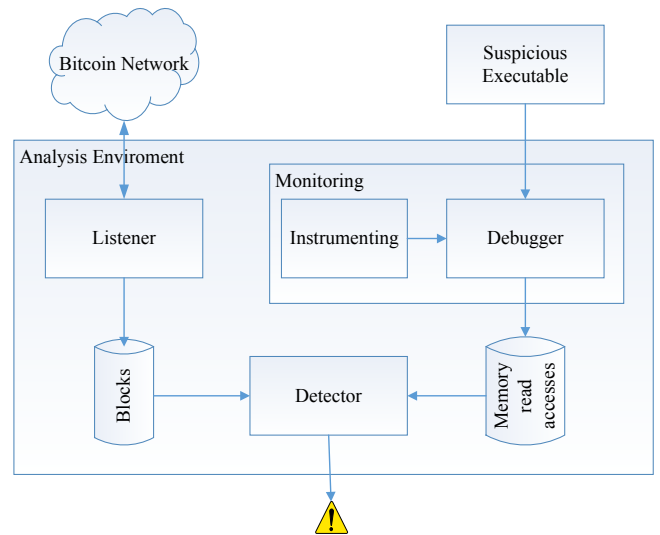 Bitcoin Network
Suspicious
Executable
Analysis Enviroment
Monitoring
Listener
Instrumenting
Debugger
Blocks
Detector
Memory
read
accesses
!